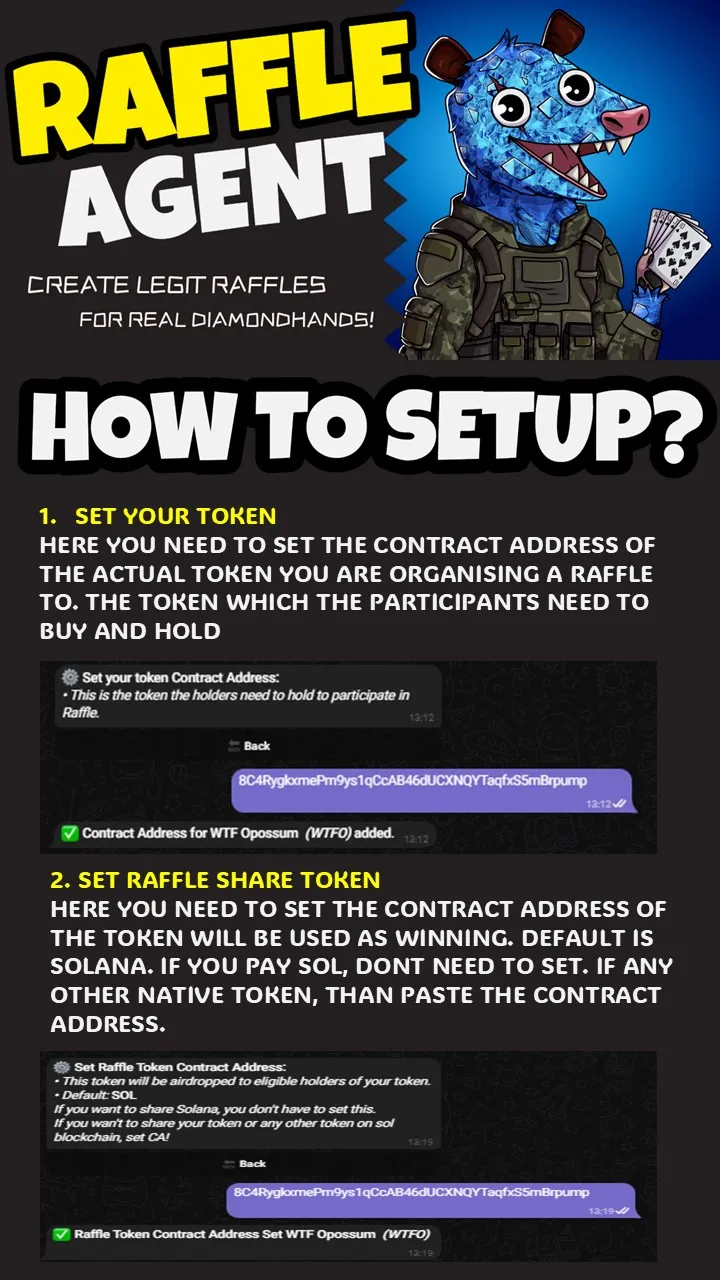 RAFFLE
AGENT
CREATE LEGIT RAFFLES
FOR REAL DIAMONDHANDS!
HOW TO SETUP?
1. SET YOUR TOKEN
HERE YOU NEED TO SET THE CONTRACT ADDRESS OF
THE ACTUAL TOKEN YOU ARE ORGANISING A RAFFLE
TO. THE TOKEN WHICH THE PARTICIPANTS NEED TO
BUY AND HOLD
Set your token Contract Address:
• This is the token the holders need to hold to participate in
Raffle.
13:12
Back
8C4RygkxmePm9ys1qCcAB46dUCXNQYTaqfxS5mBrpump
13:12
Contract Address for WTF Opossum (WTFO) added.
13:12
2. SET RAFFLE SHARE TOKEN
HERE YOU NEED TO SET THE CONTRACT ADDRESS OF
THE TOKEN WILL BE USED AS WINNING. DEFAULT IS
SOLANA. IF YOU PAY SOL, DONT NEED TO SET. IF ANY
OTHER NATIVE TOKEN, THAN PASTE THE CONTRACT
ADDRESS.
Set Raffle Token Contract Address:
• This token will be airdropped to eligible holders of your token.
• Default: SOL
If you want to share Solana, you don't have to set this.
If you wan't to share your token or any other token on sol
blockchain, set CA!
13:19
Back
8C4RygkxmePm9ys1qCcAB46dUCXNQYTaqfxS5mBrpump
13:19
Raffle Token Contract Address Set WTF Opossum (WTFO)
13:19